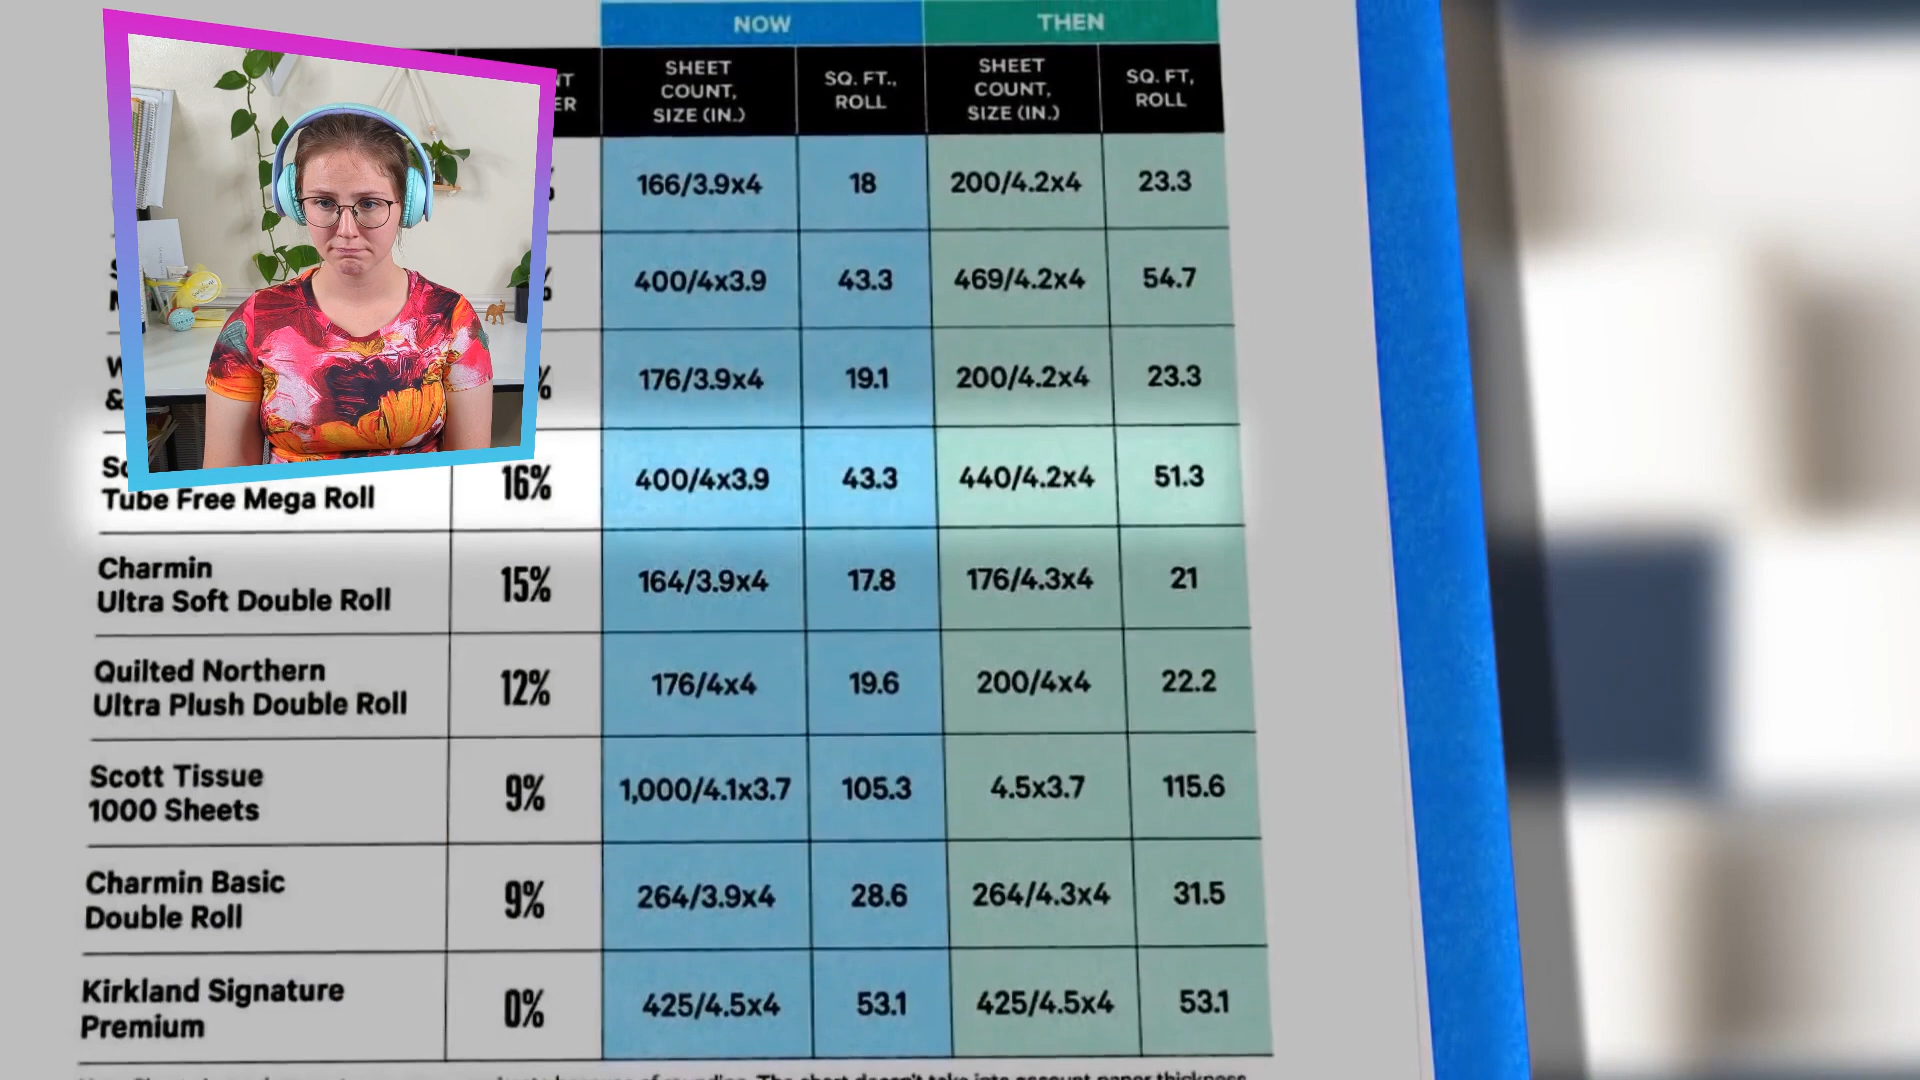 NOW THEN
SHEET COUNT, SIZE (IN.) SQ. FT., ROLL SHEET COUNT, SIZE (IN.) SQ. FT, ROLL
166/3.9x4 18 200/4.2x4 23.3
400/4x3.9 43.3 469/4.2x4 54.7
176/3.9x4 19.1 200/4.2x4 23.3
&
Tube Free Mega Roll 16% 400/4x3.9 43.3 440/4.2x4 51.3
Charmin
Ultra Soft Double Roll 15% 164/3.9x4 17.8 176/4.3x4 21
Quilted Northern
Ultra Plush Double Roll 12% 176/4x4 19.6 200/4x4 22.2
Scott Tissue
1000 Sheets 9% 1,000/4.1x3.7 105.3 4.5x3.7 115.6
Charmin Basic
Double Roll 9% 264/3.9x4 28.6 264/4.3x4 31.5
Kirkland Signature
Premium 0% 425/4.5x4 53.1 425/4.5x4 53.1